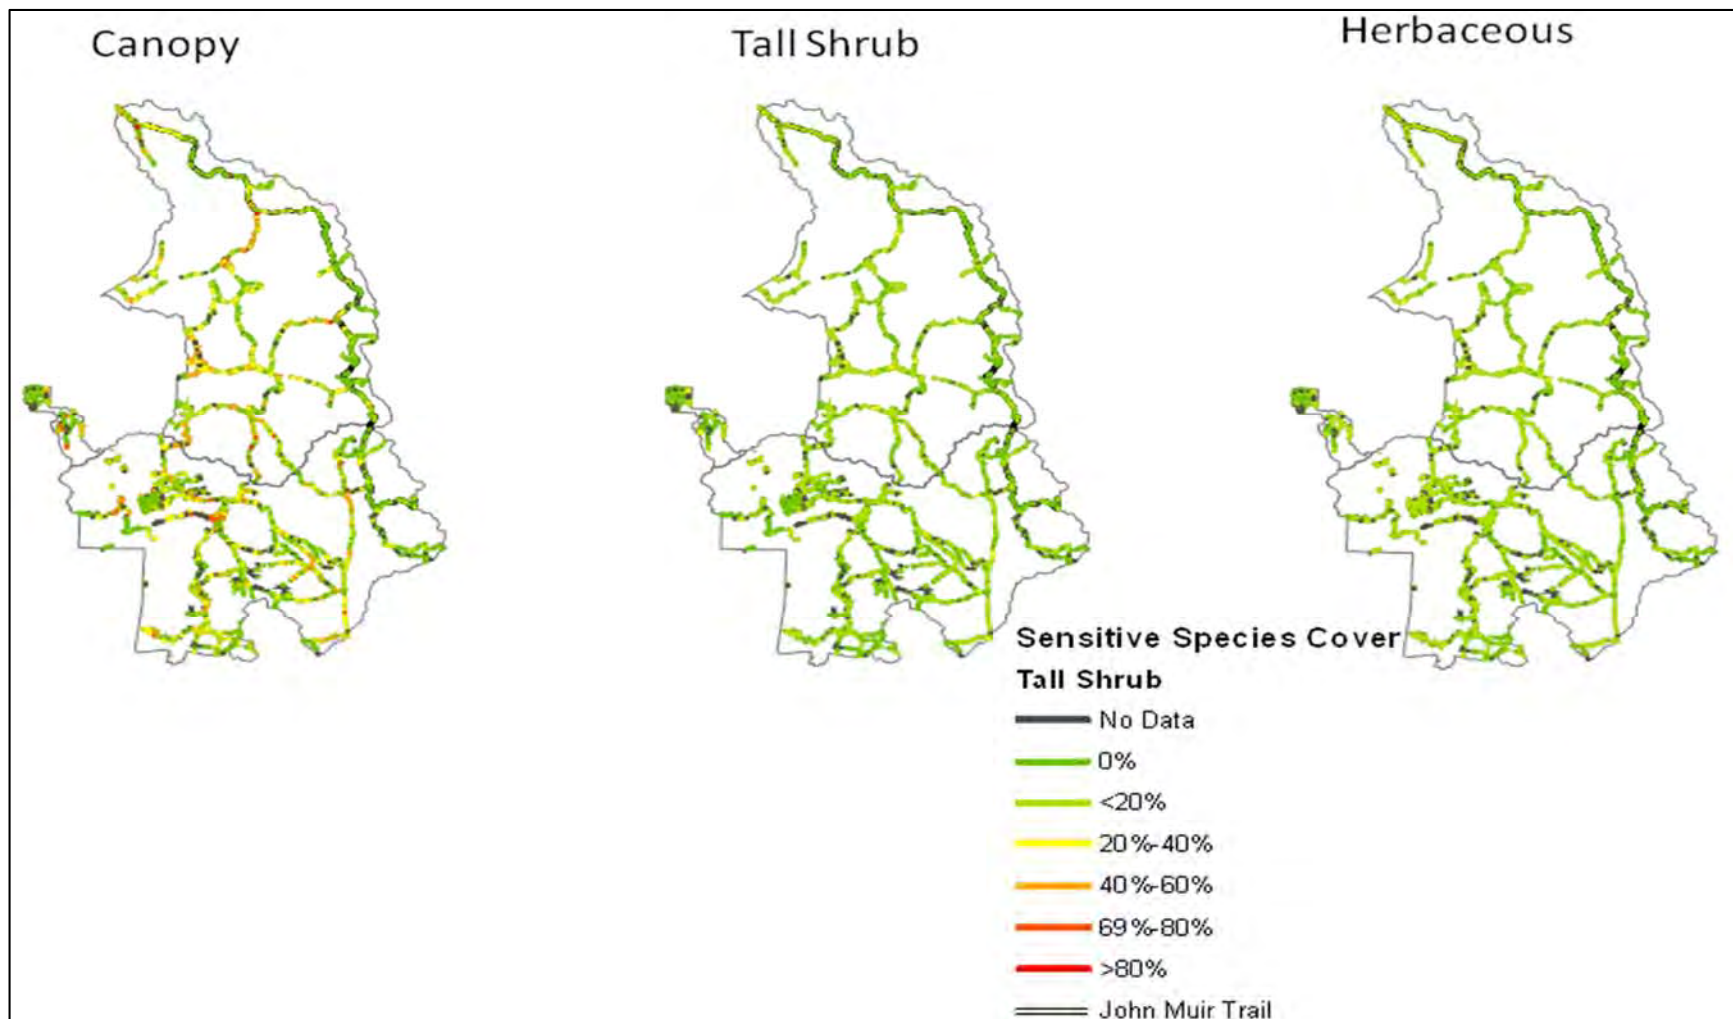 Canopy
Tall Shrub
Herbaceous
Sensitive Species Cover
Tall Shrub
No Data
0%
<20%
20%-40%
40%-60%
69%-80%
>80%
John Muir Trail